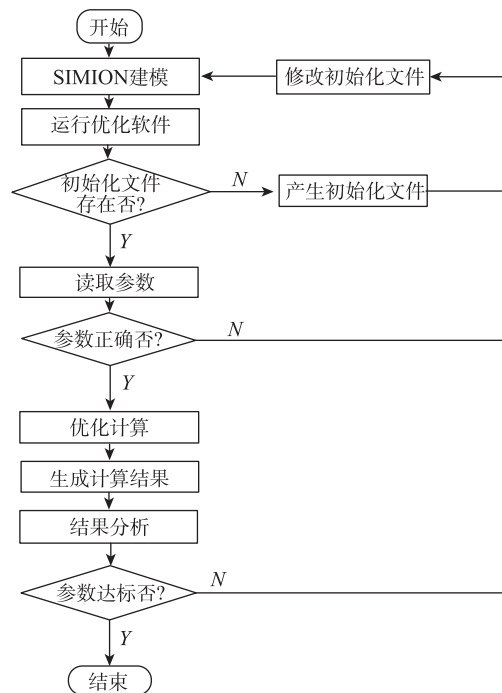 开始
SIMION建模
修改初始化文件
运行优化软件
初始化文件
存在否?
N
产生初始化文件
Y
读取参数
参数正确否?
N
Y
优化计算
生成计算结果
结果分析
参数达标否?
N
Y
结束